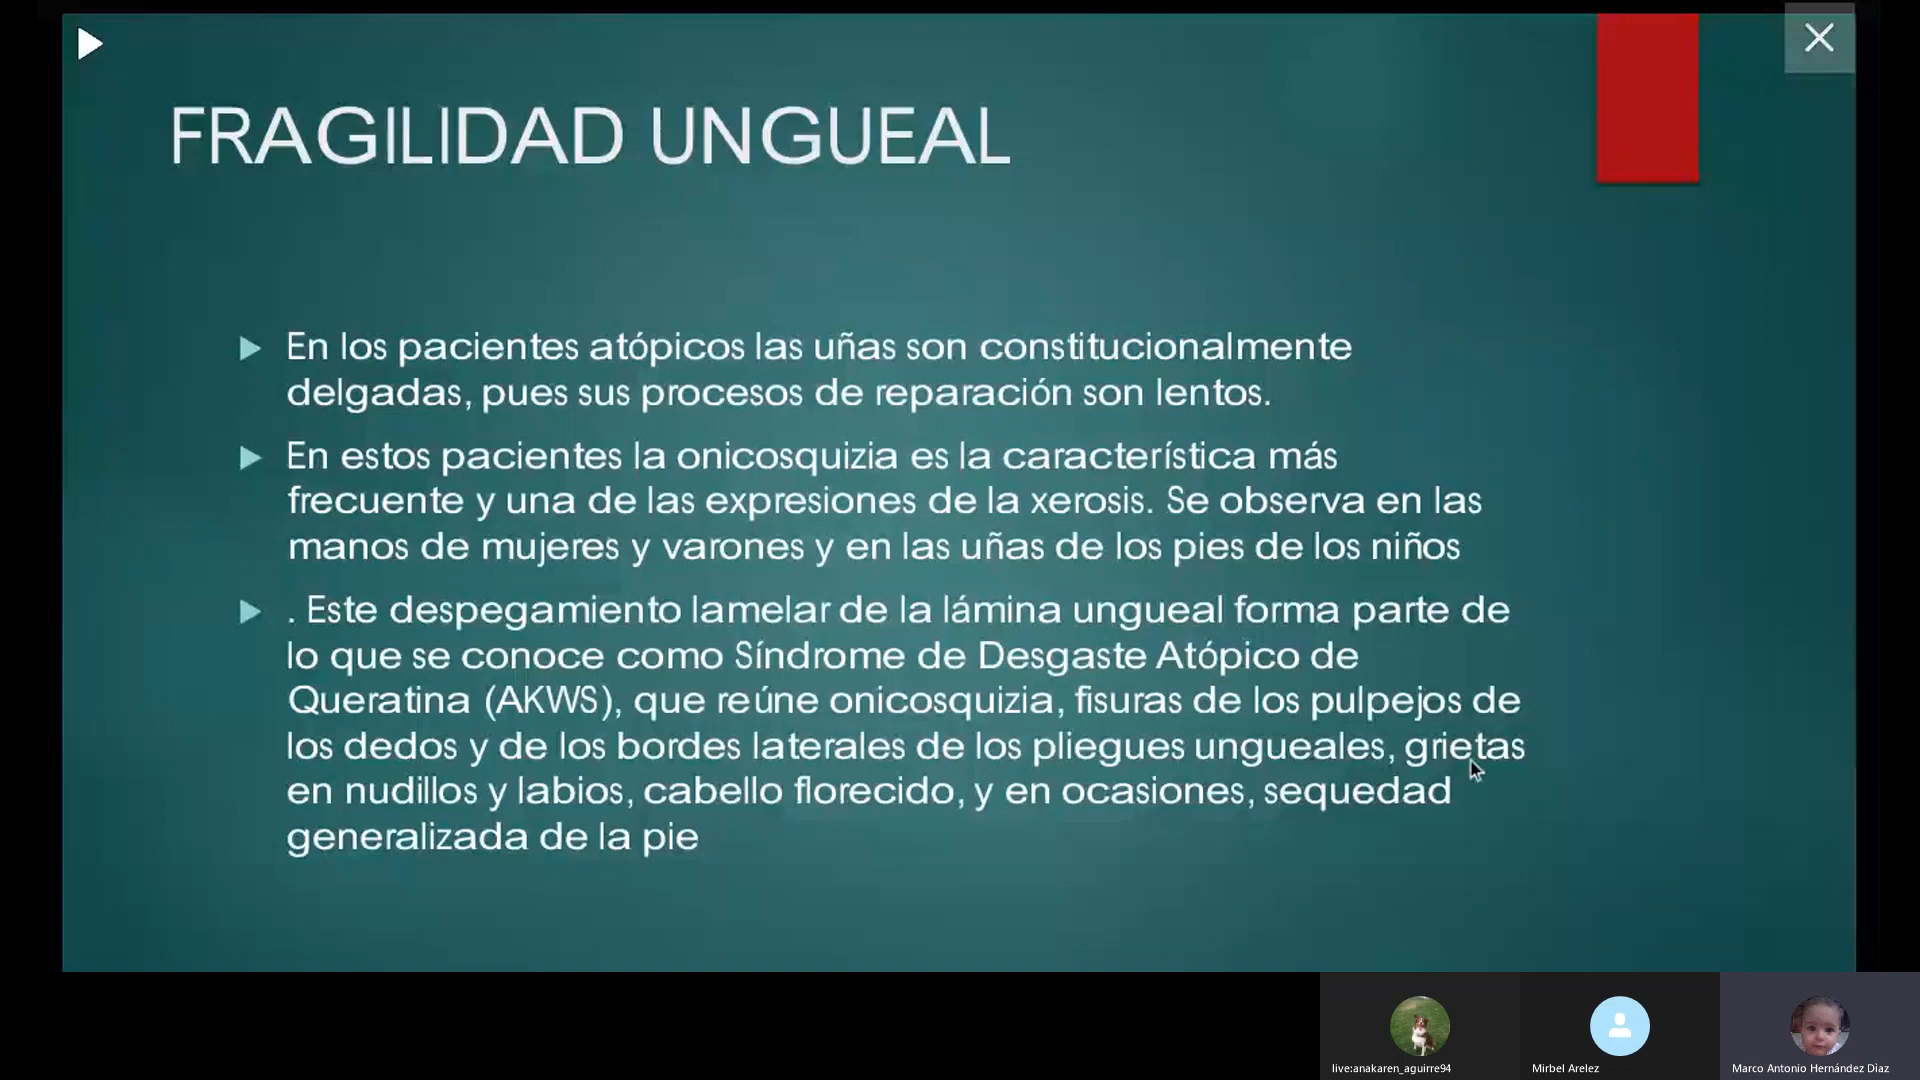 FRAGILIDAD UNGUEAL
En los pacientes atópicos las uñas son constitucionalmente
delgadas, pues sus procesos de reparación son lentos.
En estos pacientes la onicosquizia es la característica más
frecuente y una de las expresiones de la xerosis. Se observa en las
manos de mujeres y varones y en las uñas de los pies de los niños
. Este despegamiento lamelar de la lámina ungueal forma parte de
lo que se conoce como Síndrome de Desgaste Atópico de
Queratina (AKWS), que reúne onicosquizia, fisuras de los pulpejos de
los dedos y de los bordes laterales de los pliegues ungueales, grietas
en nudillos y labios, cabello florecido, y en ocasiones, sequedad
generalizada de la pie
live:anakaren_aguirre94
Mirbel Arelez
Marco Antonio Hernández Dìaz